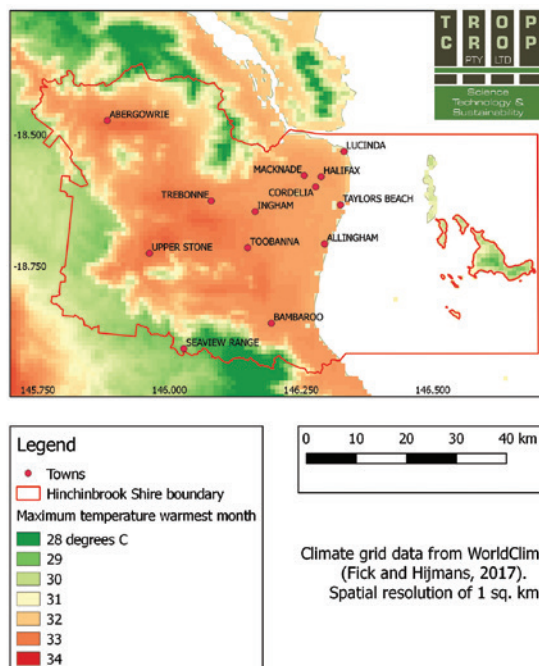 T R O P
C R O P
PTY LTD
Science
Technology &
Sustainability
ABERGOWRIE
-18.500
LUCINDA
MACKNADE
HALIFAX
CORDELIA
TREBONNE
TAYLORS BEACH
INGHAM
UPPER STONE
TOOBANNA
ALLINGHAM
-18.750
BAMBAROO
SEAVIEW RANGE
145.750
146.000
146.250
146.500
Legend
Towns
Hinchinbrook Shire boundary
Maximum temperature warmest month
28 degrees C
29
30
31
32
33
34
0 10 20 30 40 km
Climate grid data from WorldClim
(Fick and Hijmans, 2017).
Spatial resolution of 1 sq. km